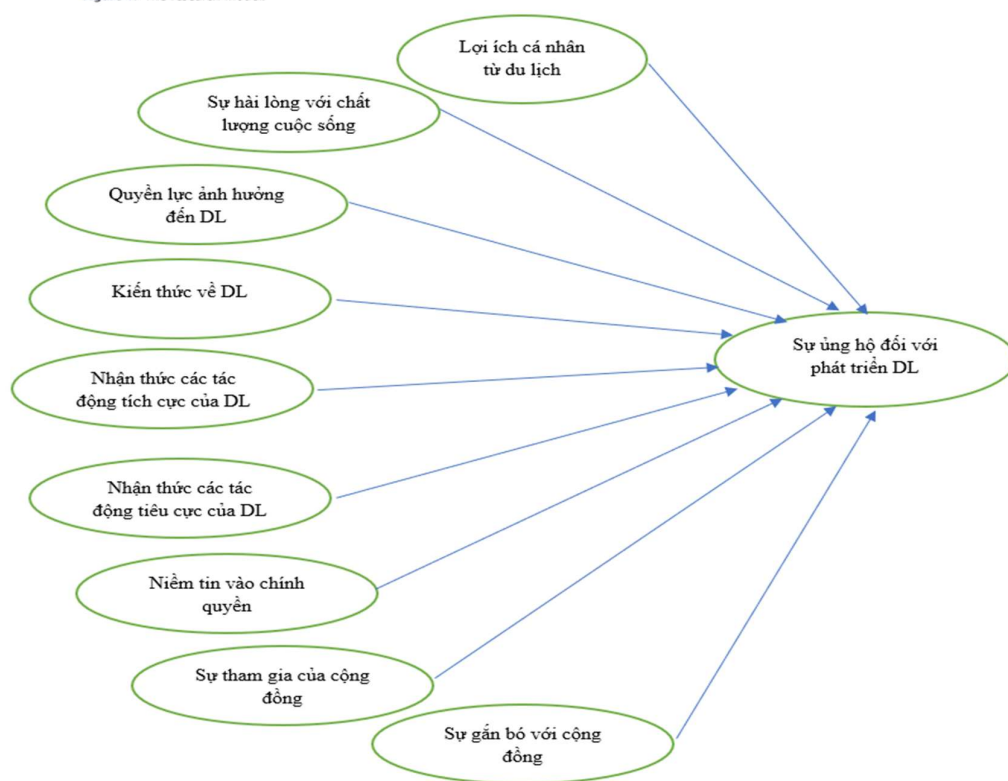 Lợi ích cá nhân
từ du lịch
Sự hài lòng với chất
lượng cuộc sống
Quyền lực ảnh hưởng
đến DL
Kiến thức về DL
Nhận thức các tác
động tích cực của DL
Nhận thức các tác
động tiêu cực của DL
Niềm tin vào chính
quyền
Sự tham gia của cộng
đồng
Sự gắn bó với cộng
đồng
Sự ủng hộ đối với
phát triển DL